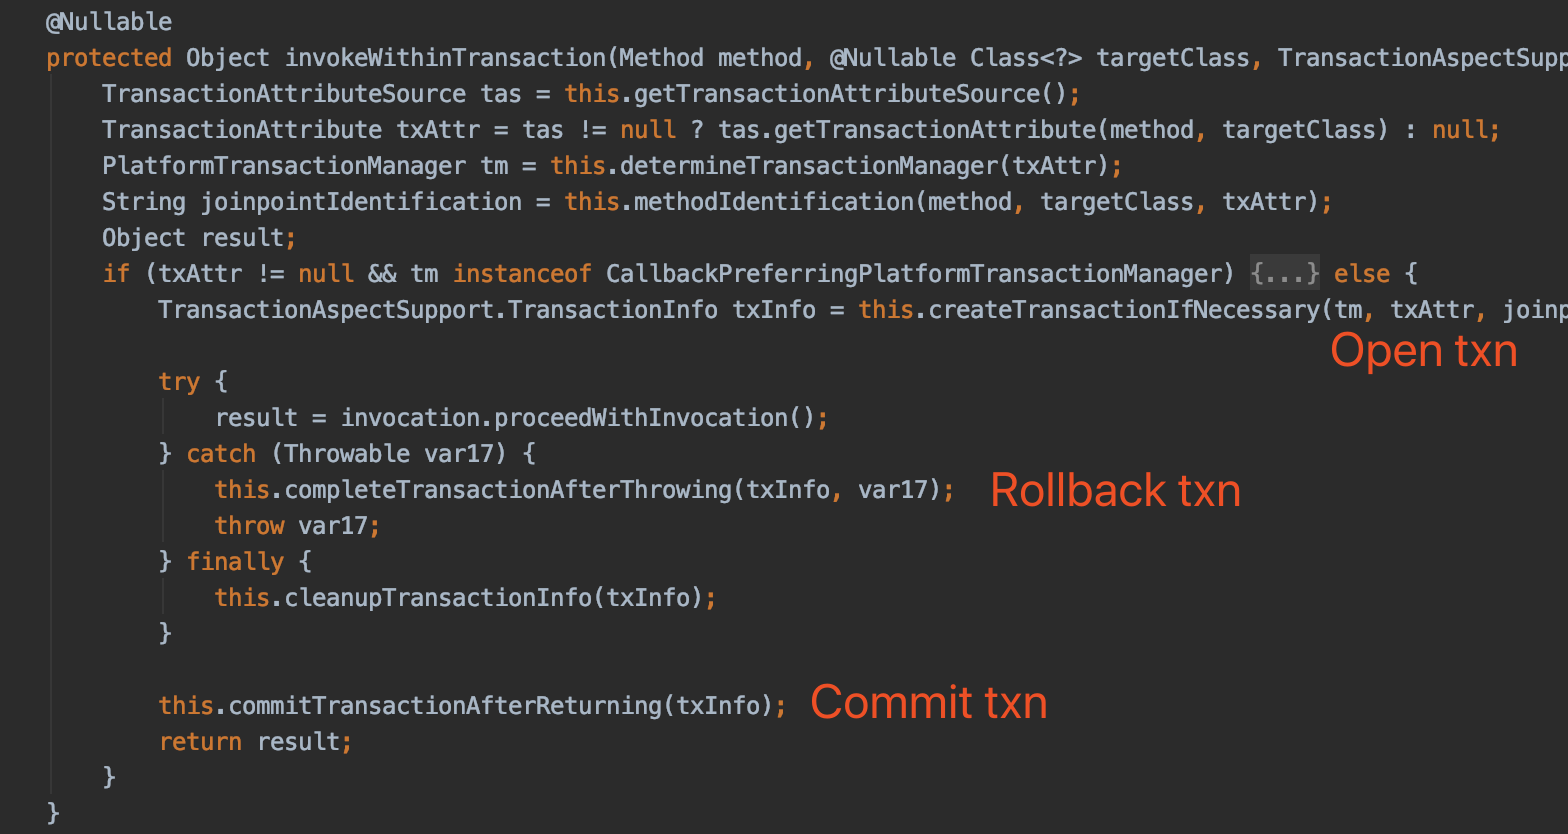 @Nullable
protected Object invokeWithinTransaction(Method method, @Nullable Class<?> targetClass, TransactionAspectSupp
TransactionAttributeSource tas = this.getTransactionAttributeSource();
TransactionAttribute txAttr = tas != null ? tas.getTransactionAttribute(method, targetClass) : null;
PlatformTransactionManager tm = this.determineTransactionManager(txAttr);
String joinpointIdentification = this.methodIdentification(method, targetClass, txAttr);
Object result;
if (txAttr != null && tm instanceof CallbackPreferringPlatformTransactionManager) {...} else {
TransactionAspectSupport.TransactionInfo txInfo = this.createTransactionIfNecessary(tm, txAttr, joinp
Open txn
try {
result = invocation.proceedWithInvocation();
} catch (Throwable var17) {
this.completeTransactionAfterThrowing(txInfo, var17); Rollback txn
throw var17;
} finally {
this.cleanupTransactionInfo(txInfo);
}
this.commitTransactionAfterReturning(txInfo); Commit txn
return result;
}
}